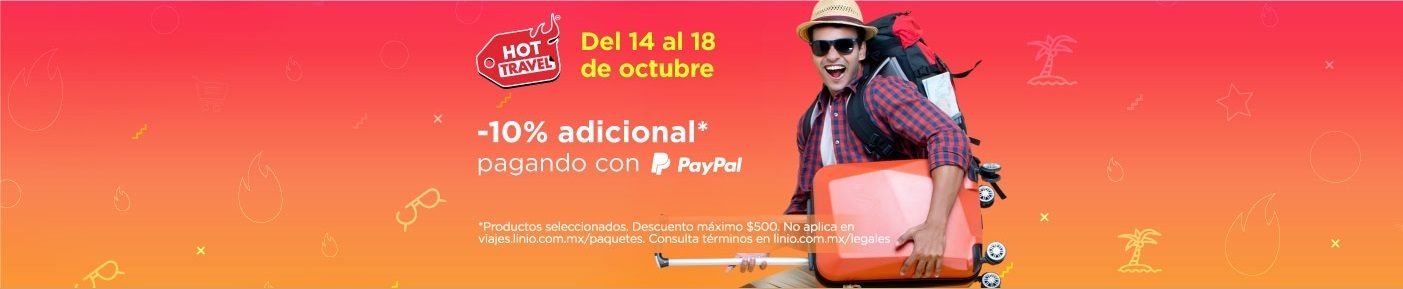 HOT
TRAVEL
Del 14 al 18
de octubre
-10% adicional*
pagando con PayPal
*Productos seleccionados. Descuento máximo $500. No aplica en
viajes.linio.com.mx/paquetes. Consulta términos en linio.com.mx/legales